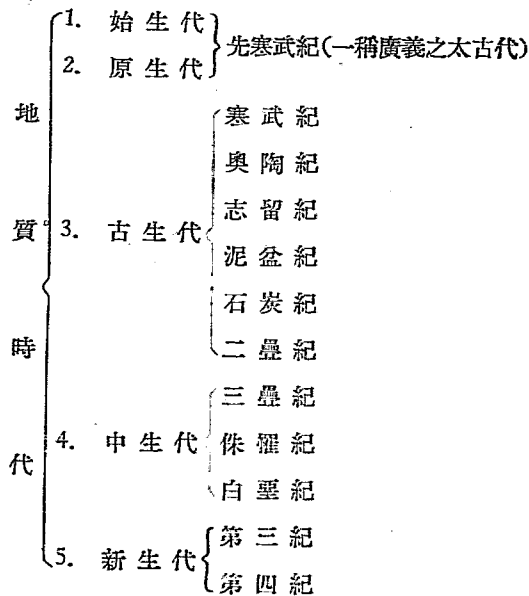 地質時代
1. 始生代
2. 原生代
先寒武紀(一稱廣義之太古代)
3. 古生代
寒武紀
奧陶紀
志留紀
泥盆紀
石炭紀
二疊紀
4. 中生代
三疊紀
侏羅紀
白堊紀
5. 新生代
第三紀
第四紀